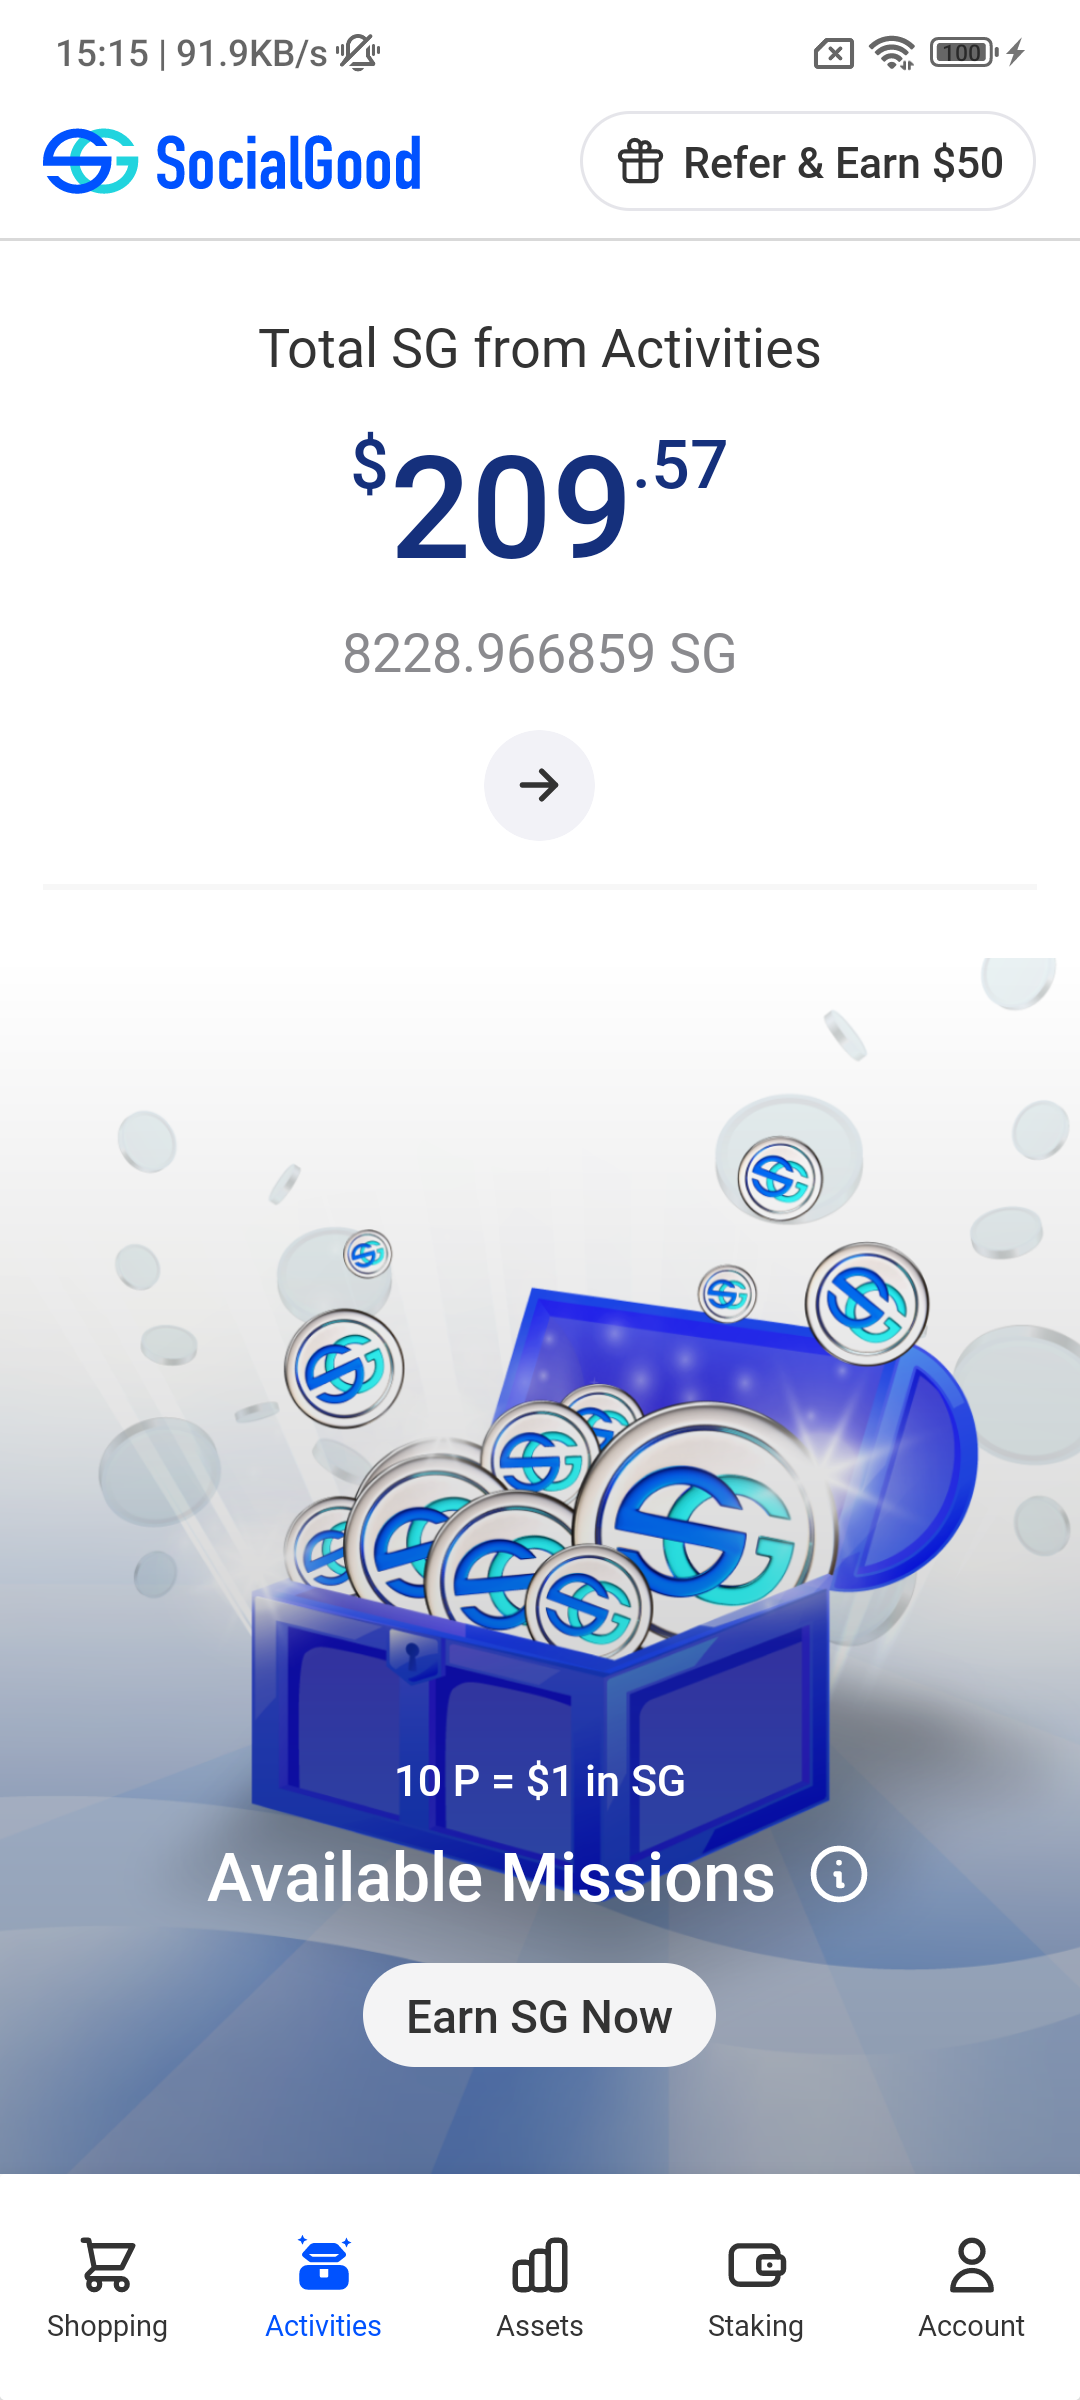 15:15 | 91.9KB/s
100
SocialGood
Refer & Earn $50
Total SG from Activities
$209.57
8228.966859 SG
10 P = $1 in SG
Available Missions
Earn SG Now
Shopping
Activities
Assets
Staking
Account